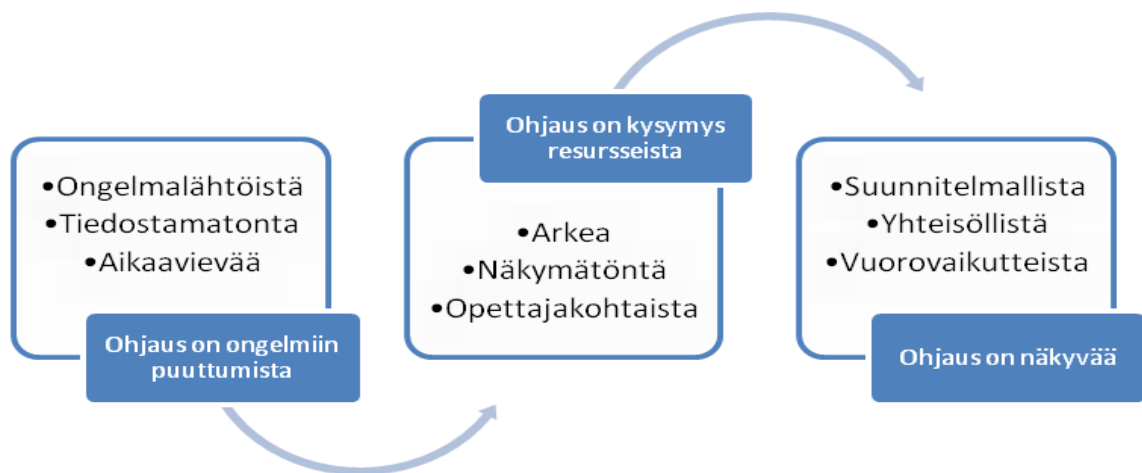 •Ongelmalähtöistä
•Tiedostamatonta
•Aikaavievää
Ohjaus on ongelmiin
puuttumista
Ohjaus on kysymys
resursseista
•Arkea
•Näkymätöntä
•Opettajakohtaista
•Suunnitelmallista
•Yhteisöllistä
•Vuorovaikutteista
Ohjaus on näkyvää